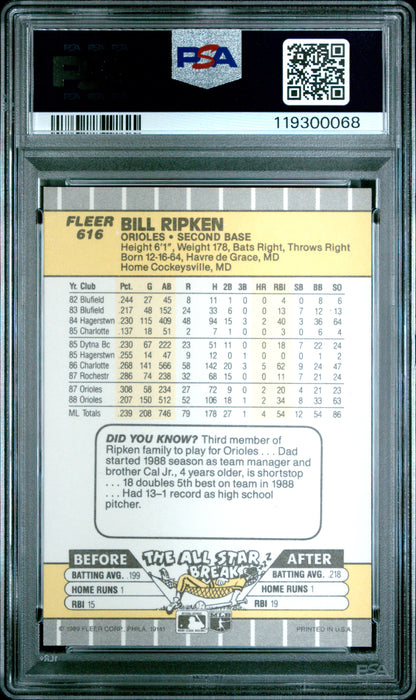 PSA
119300068
FLEER
616
BILL RIPKEN
ORIOLES • SECOND BASE
Height 6'1", Weight 178, Bats Right, Throws Right
Born 12-16-64, Havre de Grace, MD
Home Cockeysville, MD
Yr. Club Pct. G AB R H 2B 3B HR RBI SB BB SO
82 Blufield .244 27 45 8 11 1 0 0 4 0 8 6
83 Blufield .217 48 152 24 33 6 0 0 13 7 12 13
84 Hagerstwn .230 115 409 48 94 15 3 2 40 3 36 64
85 Charlotte .137 18 51 2 7 1 0 0 3 0 6 4
85 Dytna Bc .230 67 222 23 51 11 0 0 18 7 22 24
85 Hagerstwn .255 14 47 9 12 0 1 0 0 0 6 3
86 Charlotte .268 141 566 58 142 20 3 5 62 9 24 47
87 Rochestr .286 74 238 32 68 15 0 0 11 7 21 24
87 Orioles .308 58 234 27 72 9 0 2 20 4 21 23
88 Orioles .207 150 512 52 106 18 1 2 34 8 33 63
ML Totals .239 208 746 79 178 27 1 4 54 12 54 86
DID YOU KNOW? Third member of
Ripken family to play for Orioles . . . Dad
started 1988 season as team manager and
brother Cal Jr., 4 years older, is shortstop
. . . 18 doubles 5th best on team in 1988
. . . Had 13–1 record as high school
pitcher.
BEFORE THE ALL STAR BREAK AFTER
BATTING AVG. .199 BATTING AVG. .218
HOME RUNS 1 HOME RUNS 1
RBI 15 RBI 19
© 1989 FLEER CORP., PHILA. 19141 PRINTED IN U.S.A.
PSA